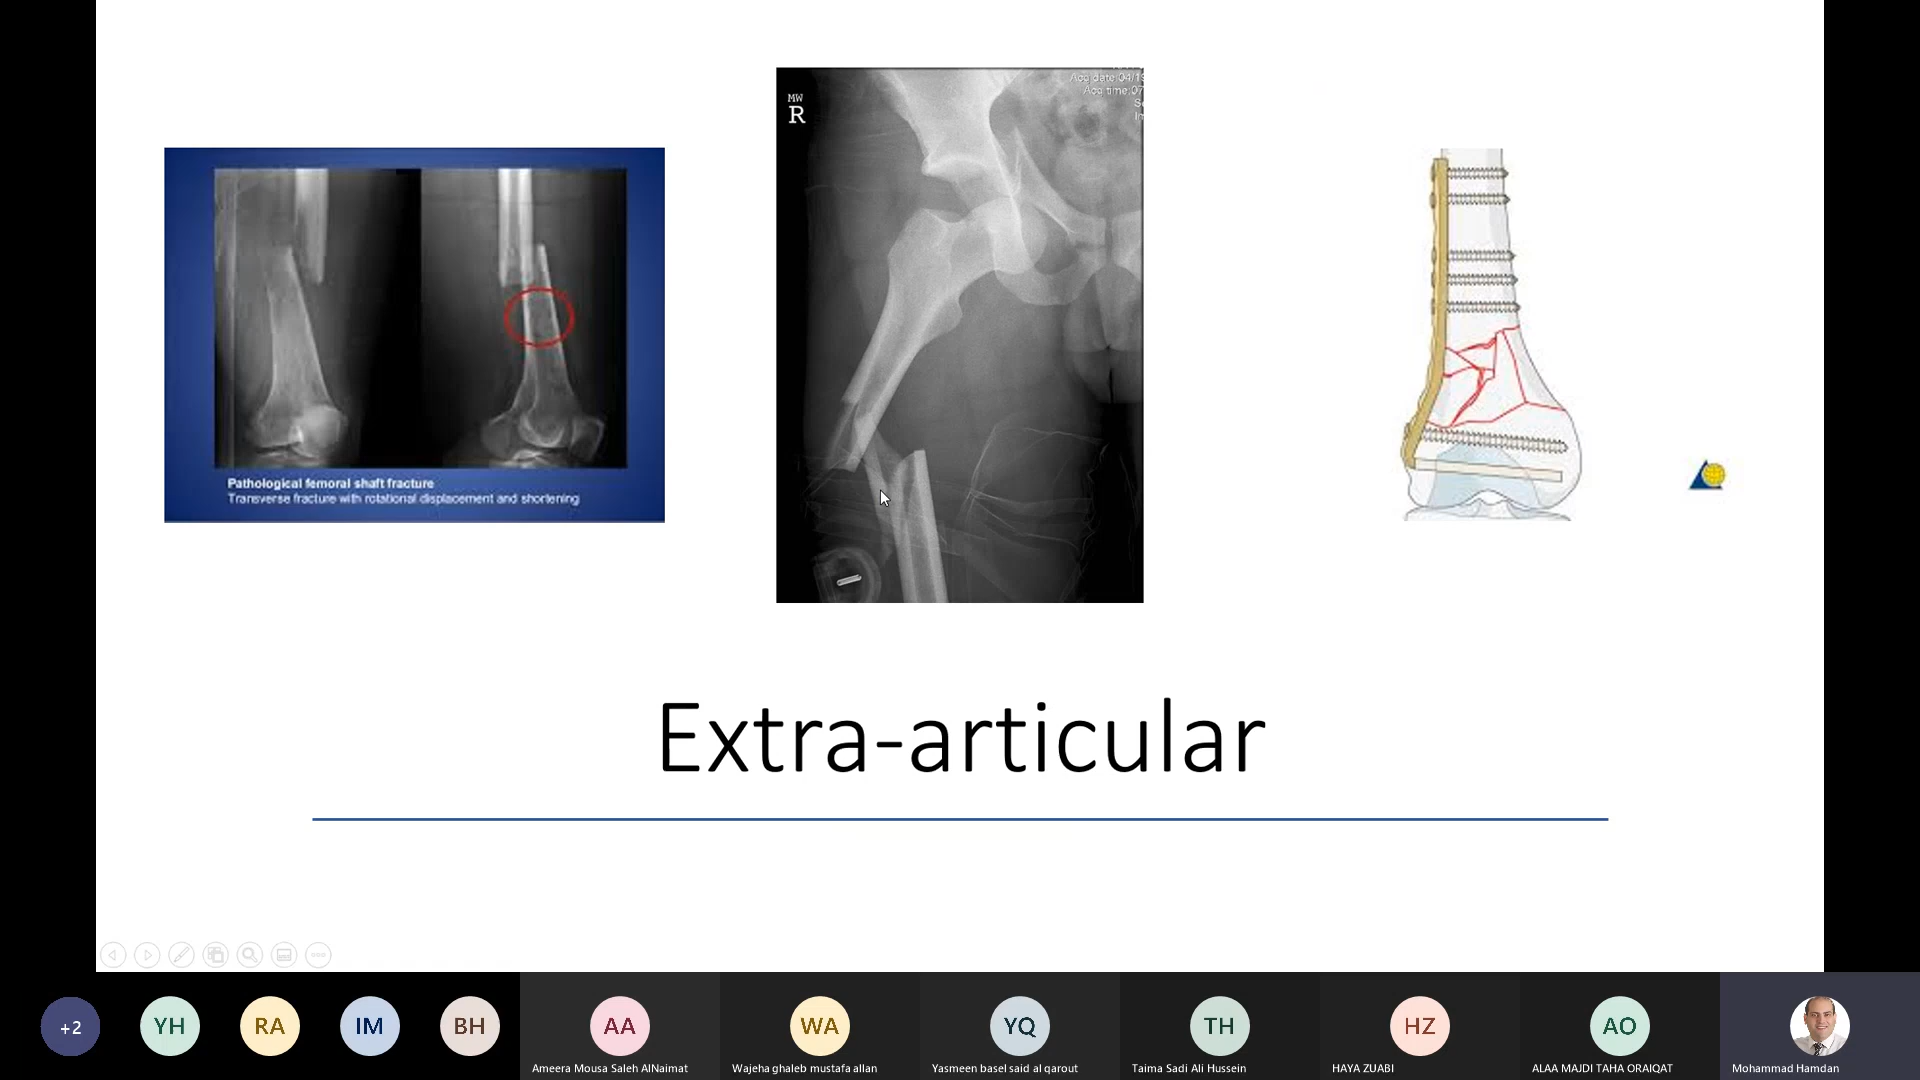 MW
R
Acq date:04/19
Acq time:07
Se
Im
Pathological femoral shaft fracture
Transverse fracture with rotational displacement and shortening
Extra-articular
+2
YH
RA
IM
BH
AA
WA
YQ
TH
HZ
AO
Ameera Mousa Saleh AlNaimat
Wajeha ghaleb mustafa allan
Yasmeen basel said al qarout
Taima Sadi Ali Hussein
HAYA ZUABI
ALAA MAJDI TAHA ORAIQAT
Mohammad Hamdan